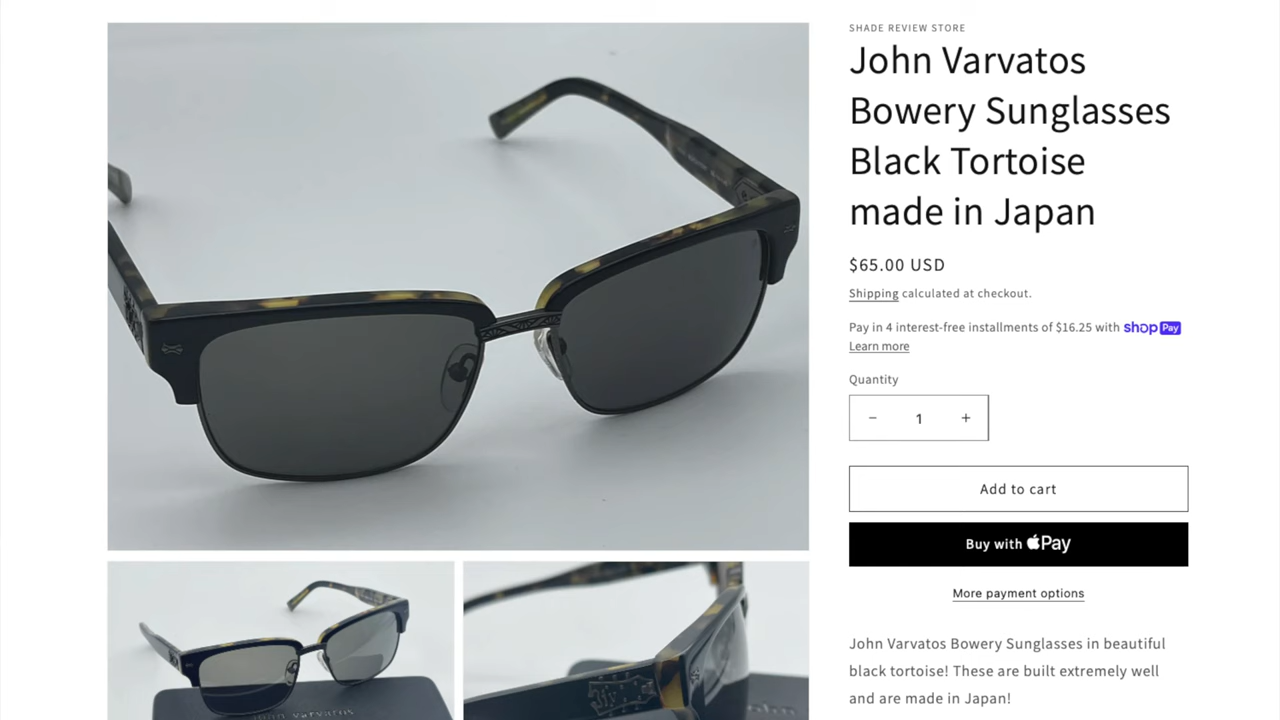 SHADE REVIEW STORE
John Varvatos
Bowery Sunglasses
Black Tortoise
made in Japan
$65.00 USD
Shipping calculated at checkout.
Pay in 4 interest-free installments of $16.25 with shop Pay
Learn more
Quantity
− 1 +
Add to cart
Buy with Pay
More payment options
John Varvatos Bowery Sunglasses in beautiful
black tortoise! These are built extremely well
and are made in Japan!
john varvatos